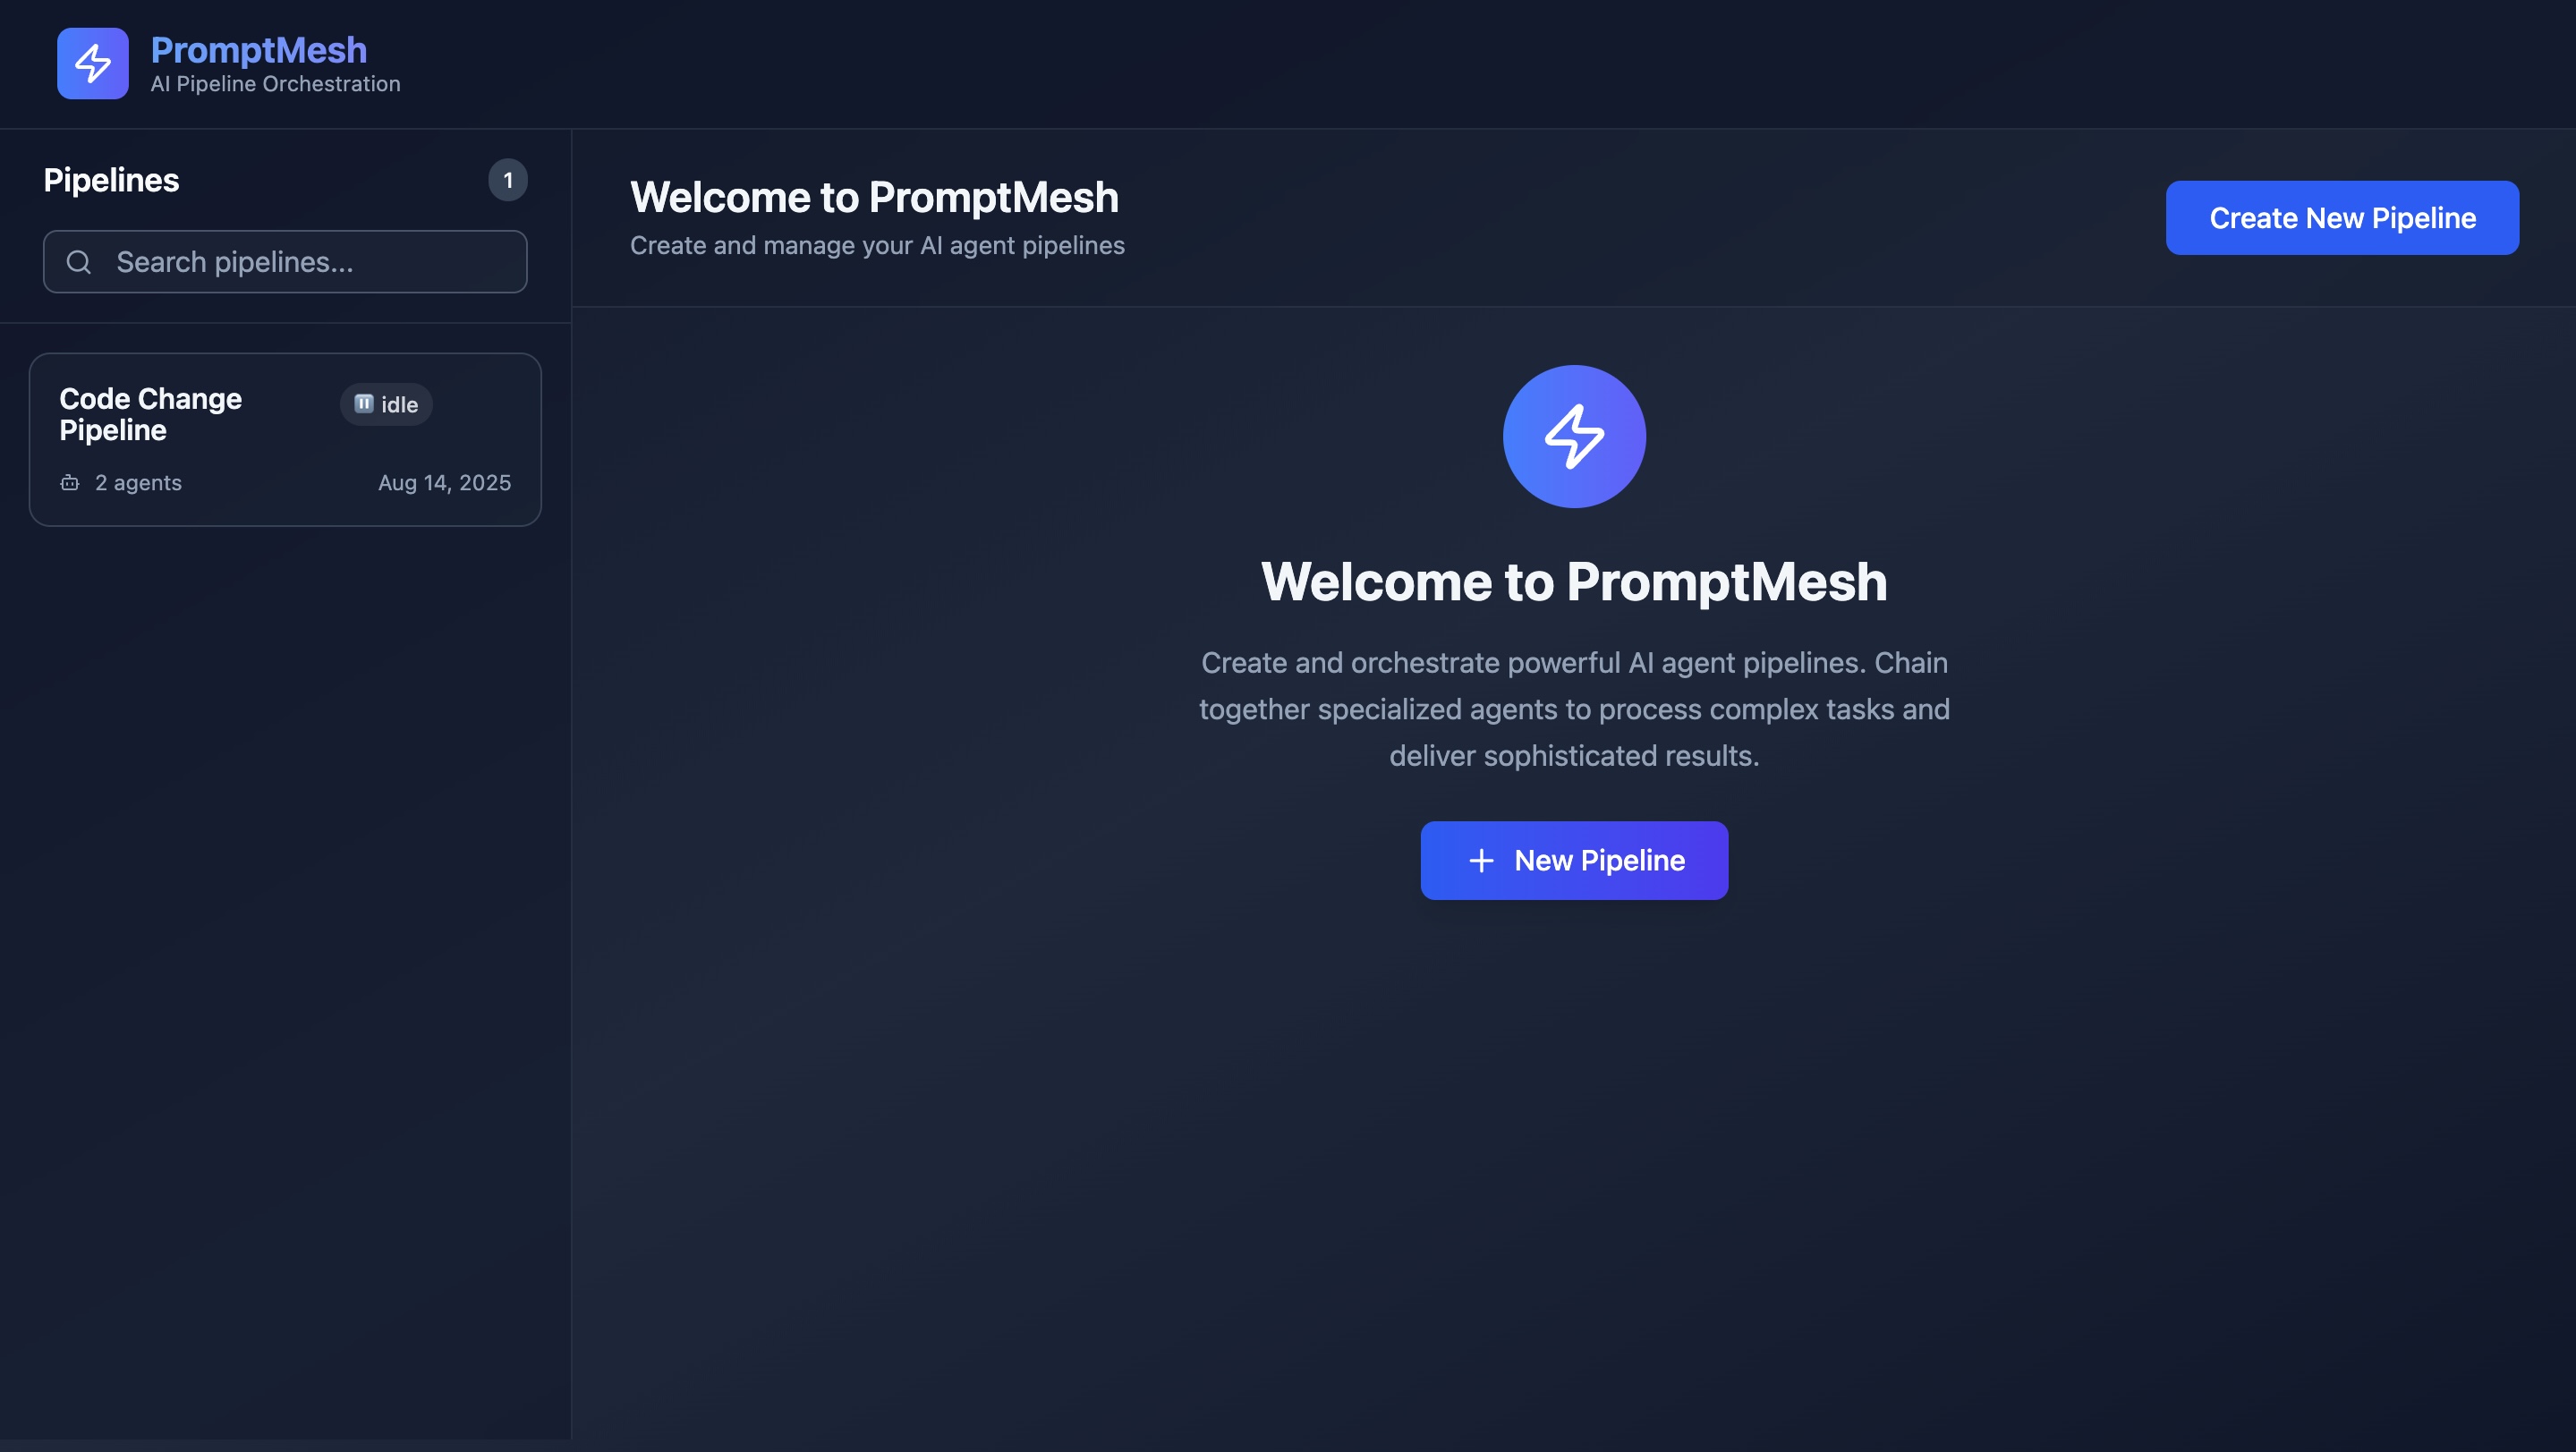 PromptMesh
AI Pipeline Orchestration
Pipelines
1
Search pipelines...
Code Change
Pipeline
idle
2 agents
Aug 14, 2025
Welcome to PromptMesh
Create and manage your AI agent pipelines
Create New Pipeline
Welcome to PromptMesh
Create and orchestrate powerful AI agent pipelines. Chain
together specialized agents to process complex tasks and
deliver sophisticated results.
New Pipeline